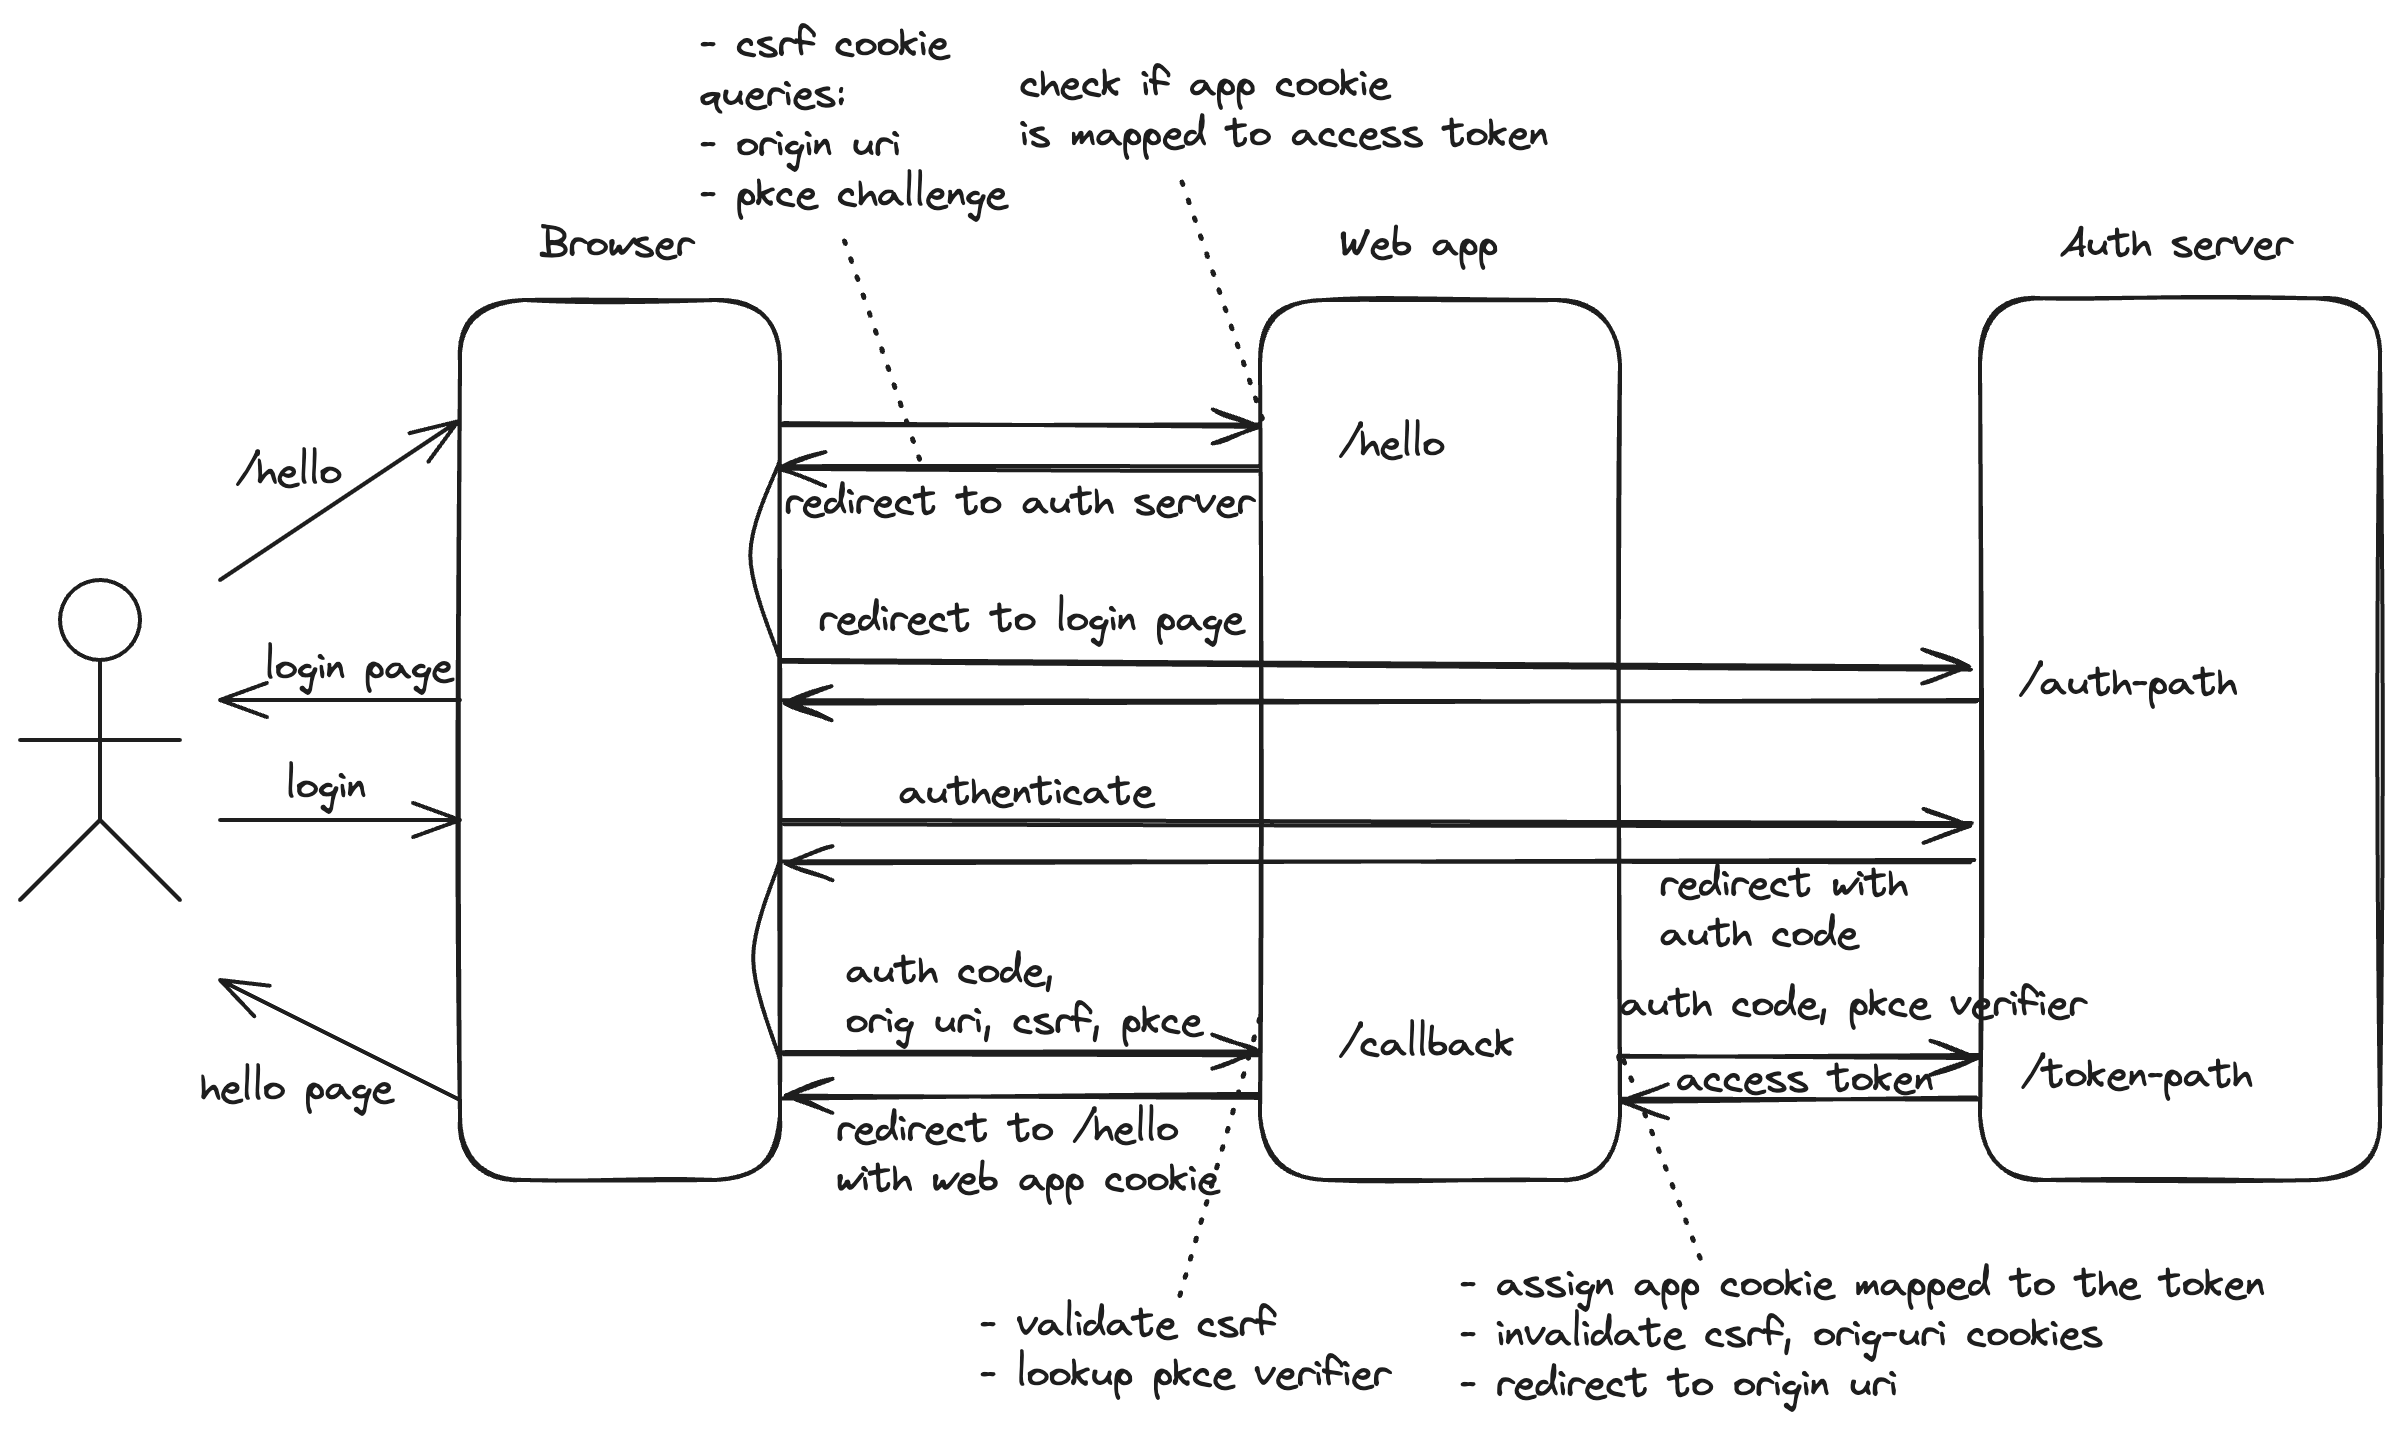 - csrf cookie
queries:
- origin uri
- pkce challenge
check if app cookie
is mapped to access token
Browser
Web app
Auth server
/hello
/hello
redirect to auth server
redirect to login page
login page
/auth-path
login
authenticate
redirect with
auth code
auth code,
orig uri, csrf, pkce
/callback
auth code, pkce verifier
access token
/token-path
hello page
redirect to /hello
with web app cookie
- validate csrf
- lookup pkce verifier
- assign app cookie mapped to the token
- invalidate csrf, orig-uri cookies
- redirect to origin uri